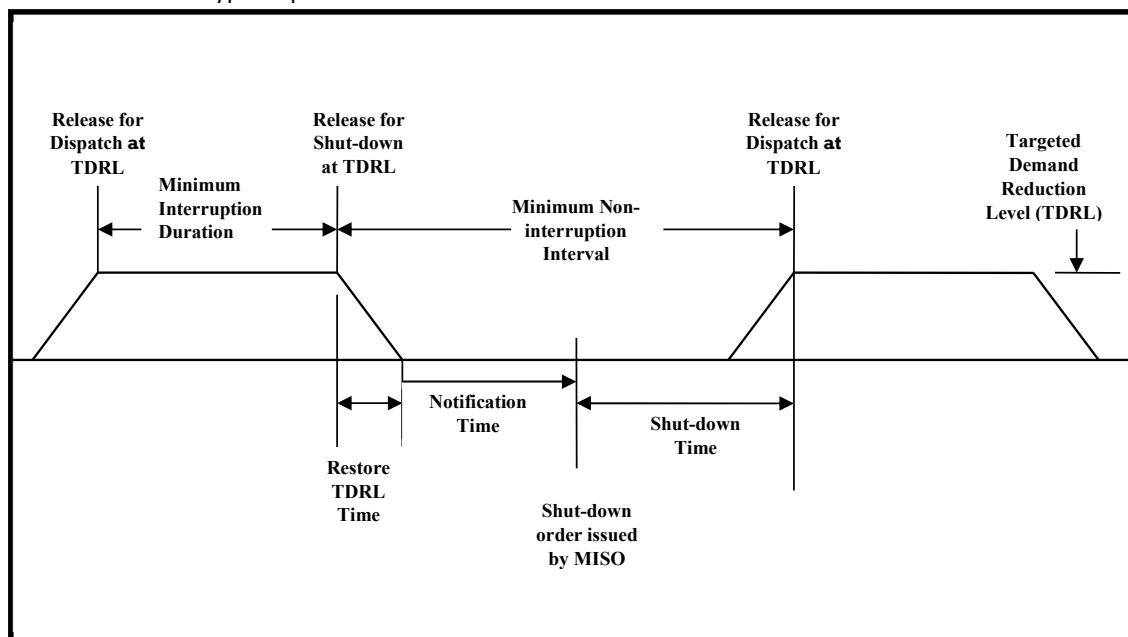 Release for
Dispatch at
TDRL
Release for
Shut-down
at TDRL
Release for
Dispatch at
TDRL
Targeted
Demand
Reduction
Level (TDRL)
Minimum
Interruption
Duration
Minimum Non-
interruption
Interval
Notification
Time
Shut-down
Time
Restore
TDRL
Time
Shut-down
order issued
by MISO